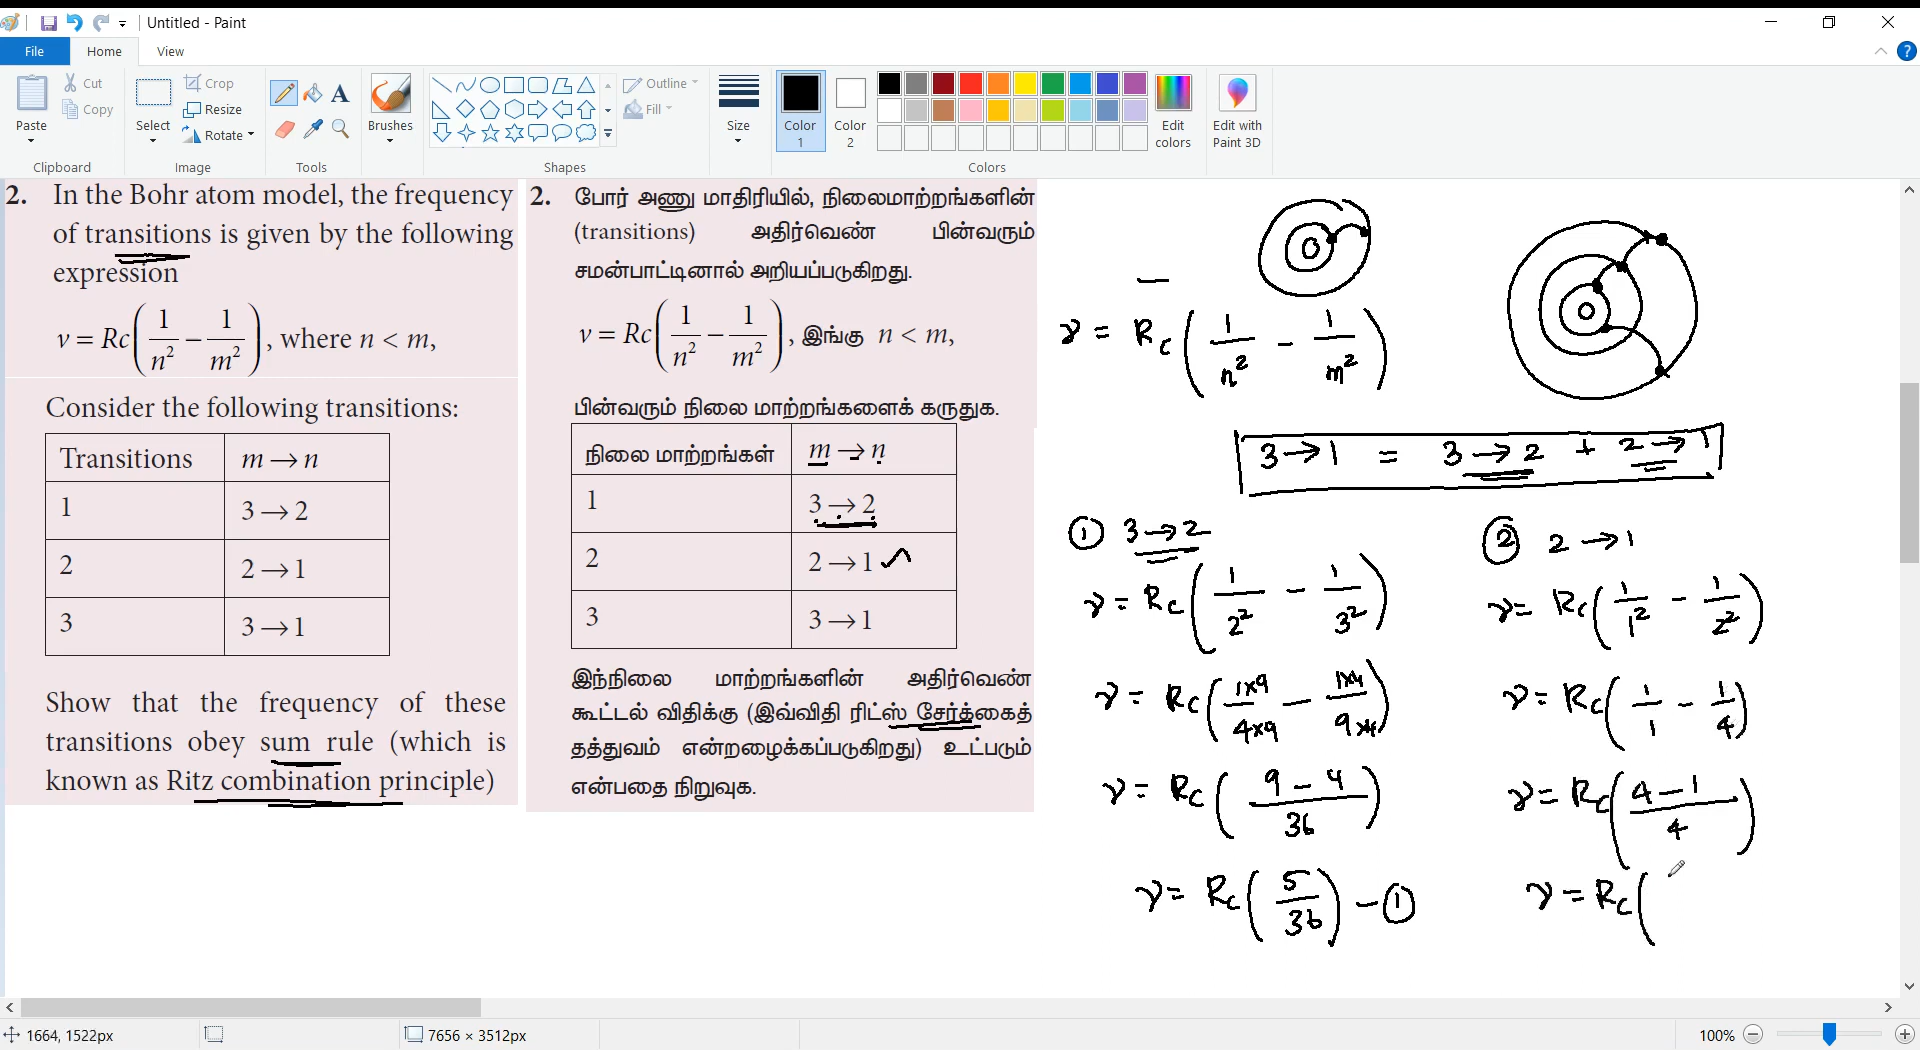 Untitled - Paint
File Home View
Paste
Cut
Copy
Clipboard
Select
Crop
Resize
Rotate
Image
A
Tools
Brushes
Outline
Fill
Shapes
Size
Color 1
Color 2
Edit colors
Edit with Paint 3D
Colors
2. In the Bohr atom model, the frequency
of transitions is given by the following
expression
ν = Rc(1/n² − 1/m²), where n < m,
Consider the following transitions:
Transitions m → n
1 3 → 2
2 2 → 1
3 3 → 1
Show that the frequency of these
transitions obey sum rule (which is
known as Ritz combination principle)
2. போர் அணு மாதிரியில், நிலைமாற்றங்களின்
(transitions) அதிர்வெண் பின்வரும்
சமன்பாட்டினால் அறியப்படுகிறது.
ν = Rc(1/n² − 1/m²), இங்கு n < m,
பின்வரும் நிலை மாற்றங்களைக் கருதுக.
நிலை மாற்றங்கள் m → n
1 3 → 2
2 2 → 1
3 3 → 1
இந்நிலை மாற்றங்களின் அதிர்வெண்
கூட்டல் விதிக்கு (இவ்விதி ரிட்ஸ் சேர்க்கைத்
தத்துவம் என்றழைக்கப்படுகிறது) உட்படும்
என்பதை நிறுவுக.
ν = Rc(1/n² − 1/m²)
3→1 = 3→2 + 2→1
① 3→2
ν = Rc(1/2² − 1/3²)
ν = Rc(1×9/4×9 − 1×4/9×4)
ν = Rc(9−4/36)
ν = Rc(5/36) − ①
② 2→1
ν = Rc(1/1² − 1/2²)
ν = Rc(1/1 − 1/4)
ν = Rc(4−1/4)
ν = Rc(
1664, 1522px
7656 × 3512px
100%